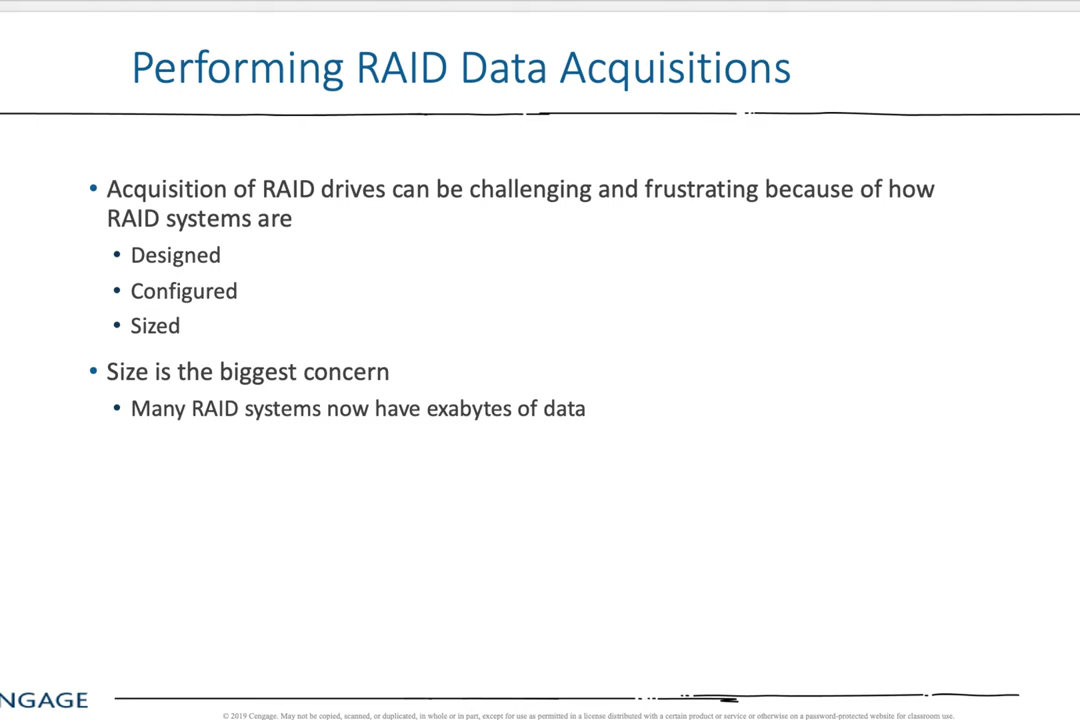 Performing RAID Data Acquisitions
• Acquisition of RAID drives can be challenging and frustrating because of how
RAID systems are
• Designed
• Configured
• Sized
• Size is the biggest concern
• Many RAID systems now have exabytes of data
NGAGE
© 2019 Cengage. May not be copied, scanned, or duplicated, in whole or in part, except for use as permitted in a license distributed with a certain product or service or otherwise on a password-protected website for classroom use.